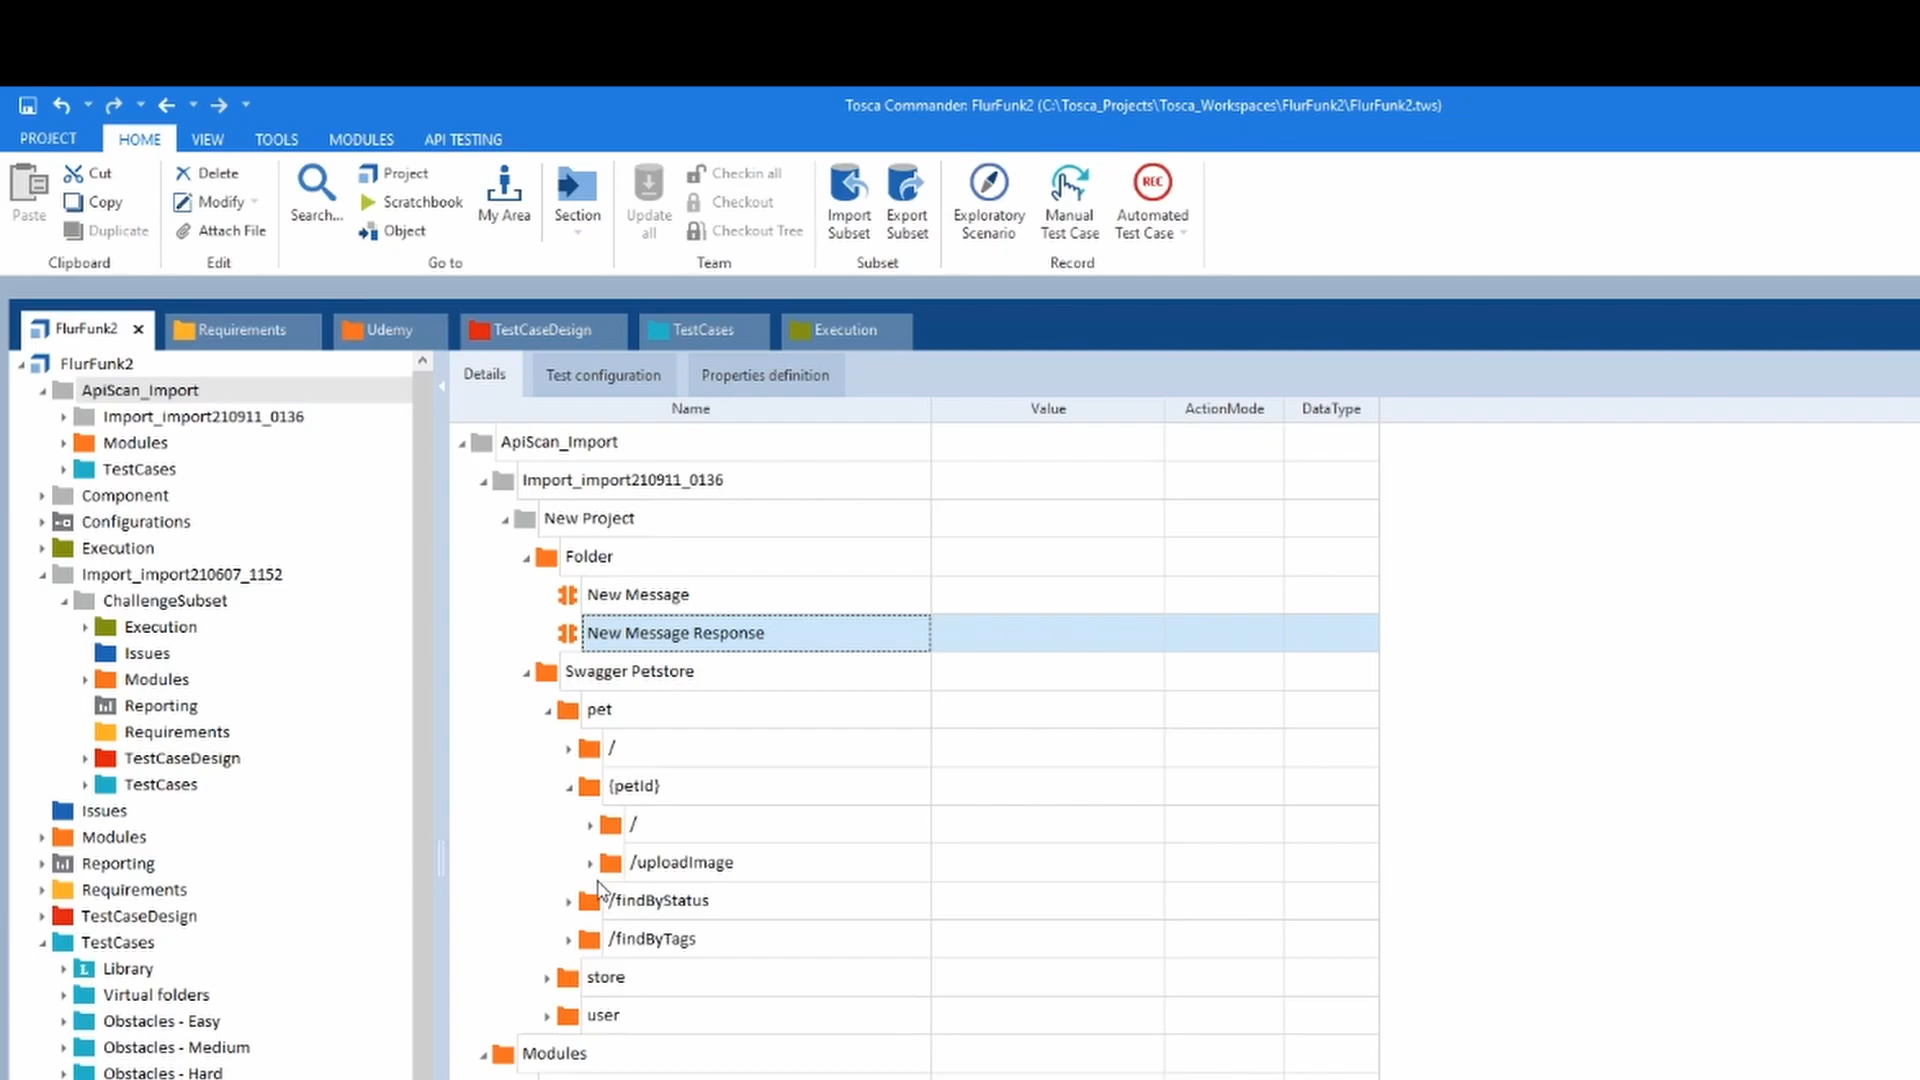 Tosca Commander: FlurFunk2 (C:\Tosca_Projects\Tosca_Workspaces\FlurFunk2\FlurFunk2.tws)
PROJECT HOME VIEW TOOLS MODULES API TESTING
Paste Cut Copy Duplicate
Clipboard
Delete Modify Attach File
Edit
Search... Project Scratchbook Object My Area Section
Go to
Update all Checkin all Checkout Checkout Tree
Team
Import Subset Export Subset
Subset
Exploratory Scenario Manual Test Case REC Automated Test Case
Record
FlurFunk2 Requirements Udemy TestCaseDesign TestCases Execution
FlurFunk2
ApiScan_Import
Import_import210911_0136
Modules
TestCases
Component
Configurations
Execution
Import_import210607_1152
ChallengeSubset
Execution
Issues
Modules
Reporting
Requirements
TestCaseDesign
TestCases
Issues
Modules
Reporting
Requirements
TestCaseDesign
TestCases
L Library
Virtual folders
Obstacles - Easy
Obstacles - Medium
Obstacles - Hard
Details Test configuration Properties definition
Name Value ActionMode DataType
ApiScan_Import
Import_import210911_0136
New Project
Folder
New Message
New Message Response
Swagger Petstore
pet
/
{petId}
/
/uploadImage
/findByStatus
/findByTags
store
user
Modules